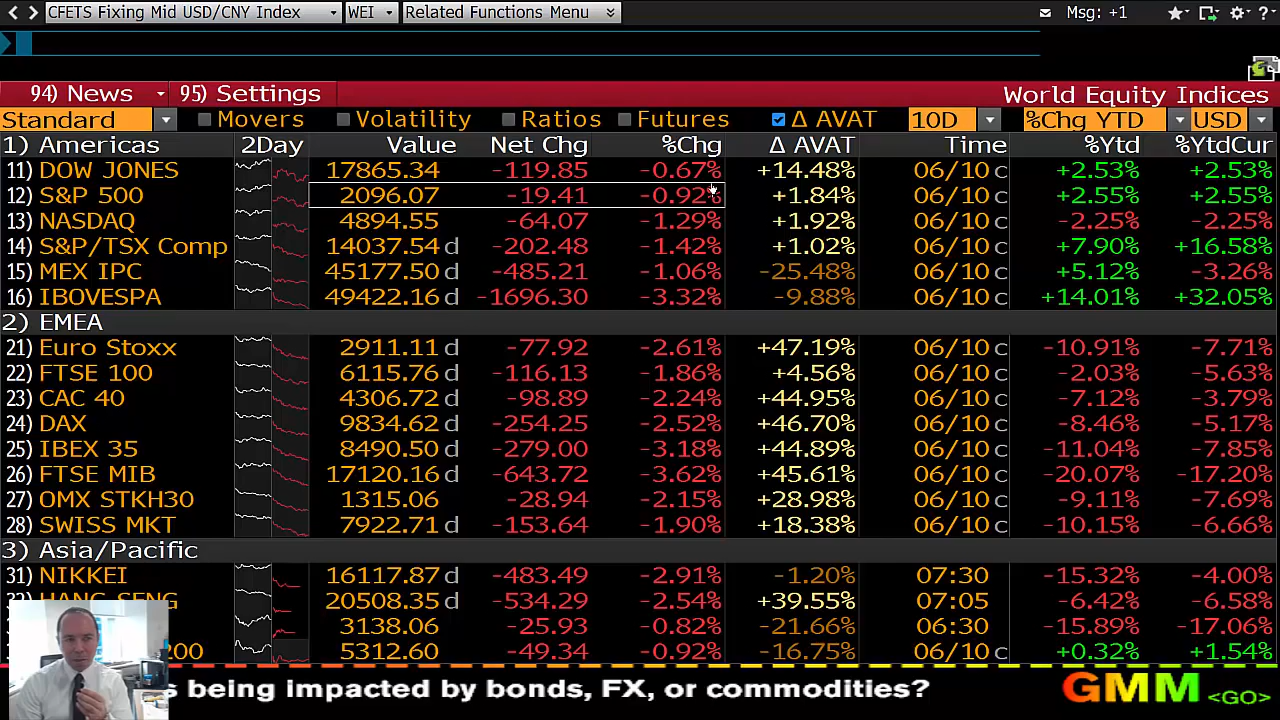 CFETS Fixing Mid USD/CNY Index WEI Related Functions Menu Msg: +1 ?
94) News 95) Settings World Equity Indices
Standard Movers Volatility Ratios Futures Δ AVAT 10D %Chg YTD USD
1) Americas 2Day Value Net Chg %Chg Δ AVAT Time %Ytd %YtdCur
11) DOW JONES 17865.34 -119.85 -0.67% +14.48% 06/10 c +2.53% +2.53%
12) S&P 500 2096.07 -19.41 -0.92% +1.84% 06/10 c +2.55% +2.55%
13) NASDAQ 4894.55 -64.07 -1.29% +1.92% 06/10 c -2.25% -2.25%
14) S&P/TSX Comp 14037.54 d -202.48 -1.42% +1.02% 06/10 c +7.90% +16.58%
15) MEX IPC 45177.50 d -485.21 -1.06% -25.48% 06/10 c +5.12% -3.26%
16) IBOVESPA 49422.16 d -1696.30 -3.32% -9.88% 06/10 c +14.01% +32.05%
2) EMEA
21) Euro Stoxx 2911.11 d -77.92 -2.61% +47.19% 06/10 c -10.91% -7.71%
22) FTSE 100 6115.76 d -116.13 -1.86% +4.56% 06/10 c -2.03% -5.63%
23) CAC 40 4306.72 d -98.89 -2.24% +44.95% 06/10 c -7.12% -3.79%
24) DAX 9834.62 d -254.25 -2.52% +46.70% 06/10 c -8.46% -5.17%
25) IBEX 35 8490.50 d -279.00 -3.18% +44.89% 06/10 c -11.04% -7.85%
26) FTSE MIB 17120.16 d -643.72 -3.62% +45.61% 06/10 c -20.07% -17.20%
27) OMX STKH30 1315.06 -28.94 -2.15% +28.98% 06/10 c -9.11% -7.69%
28) SWISS MKT 7922.71 d -153.64 -1.90% +18.38% 06/10 c -10.15% -6.66%
3) Asia/Pacific
31) NIKKEI 16117.87 d -483.49 -2.91% -1.20% 07:30 -15.32% -4.00%
32) HANG SENG 20508.35 d -534.29 -2.54% +39.55% 07:05 -6.42% -6.58%
3138.06 -25.93 -0.82% -21.66% 06:30 -15.89% -17.06%
200 5312.60 -49.34 -0.92% -16.75% 06/10 c +0.32% +1.54%
s being impacted by bonds, FX, or commodities? GMM <GO>